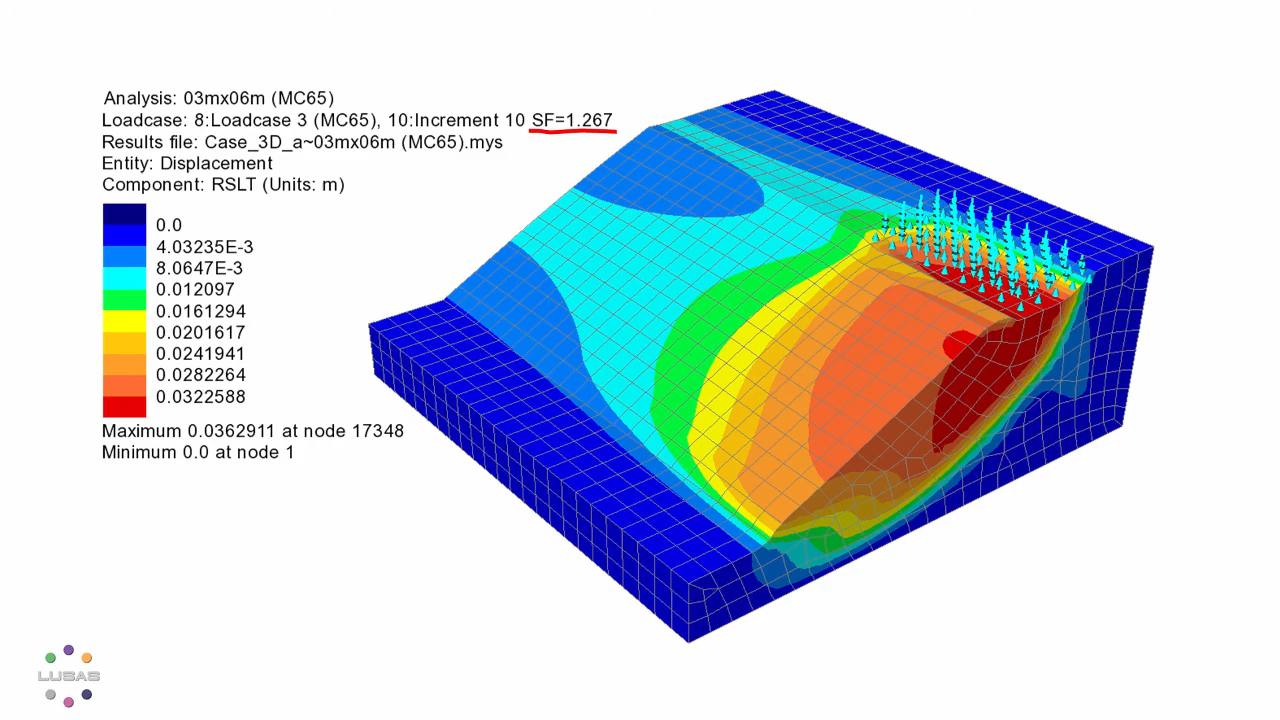 Analysis: 03mx06m (MC65)
Loadcase: 8:Loadcase 3 (MC65), 10:Increment 10 SF=1.267
Results file: Case_3D_a~03mx06m (MC65).mys
Entity: Displacement
Component: RSLT (Units: m)
0.0
4.03235E-3
8.0647E-3
0.012097
0.0161294
0.0201617
0.0241941
0.0282264
0.0322588
Maximum 0.0362911 at node 17348
Minimum 0.0 at node 1
LUSAS